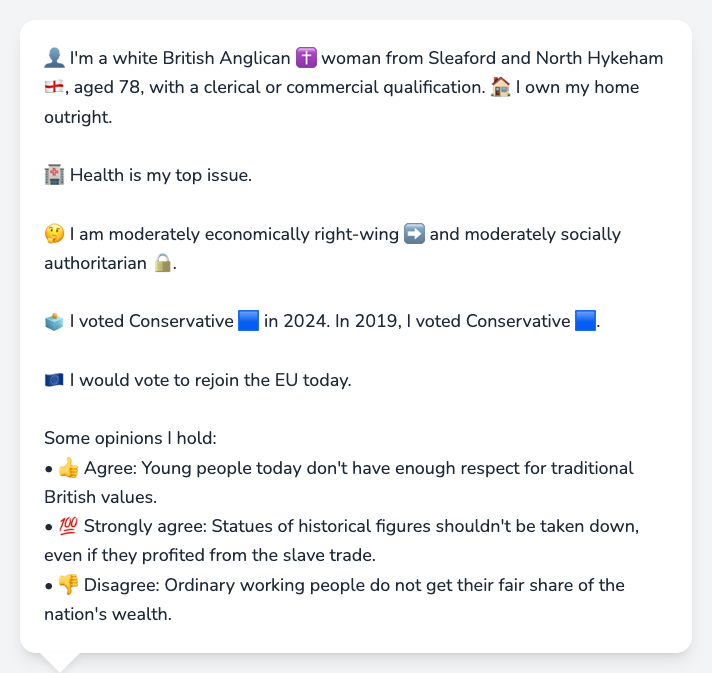 👤 I'm a white British Anglican ✝️ woman from Sleaford and North Hykeham
🏴󠁧󠁢󠁥󠁮󠁧󠁿, aged 78, with a clerical or commercial qualification. 🏠 I own my home
outright.
🏥 Health is my top issue.
🤔 I am moderately economically right-wing ➡️ and moderately socially
authoritarian 🔒.
🗳️ I voted Conservative 🟦 in 2024. In 2019, I voted Conservative 🟦.
🇪🇺 I would vote to rejoin the EU today.
Some opinions I hold:
• 👍 Agree: Young people today don't have enough respect for traditional
British values.
• 💯 Strongly agree: Statues of historical figures shouldn't be taken down,
even if they profited from the slave trade.
• 👎 Disagree: Ordinary working people do not get their fair share of the
nation's wealth.